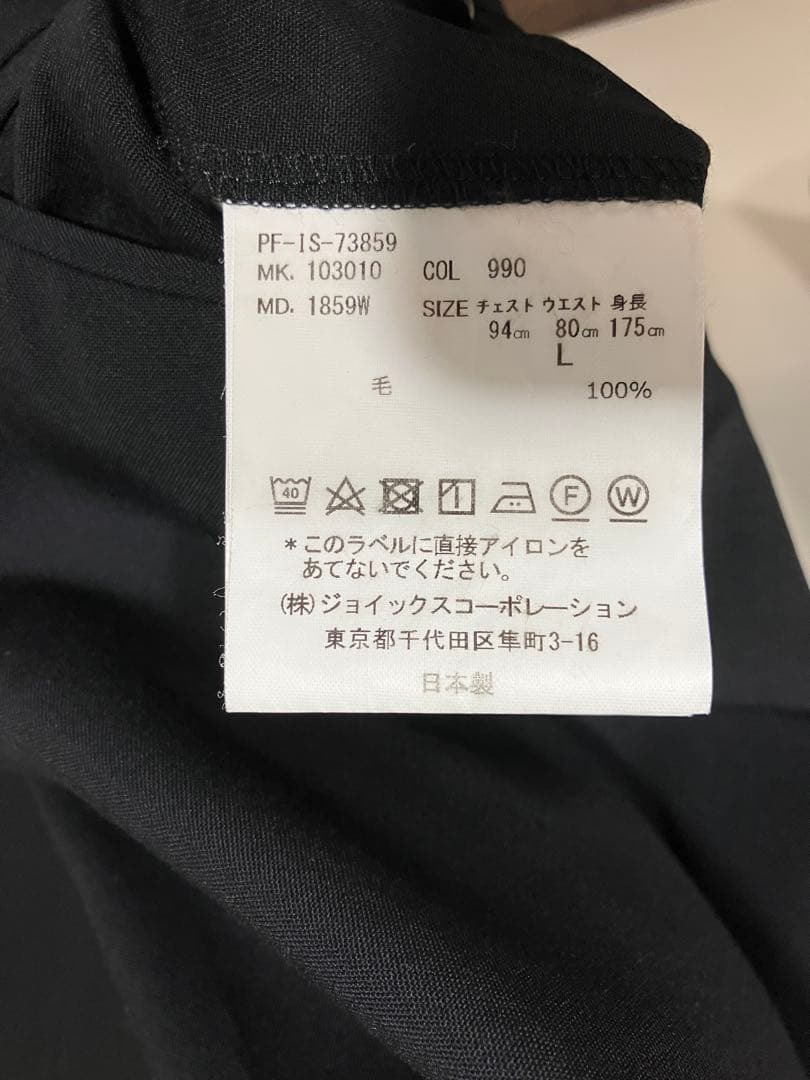 PF-IS-73859
MK. 103010 COL 990
MD. 1859W SIZE チェスト ウエスト 身長
94cm 80cm 175cm
L
毛 100%
40 F W
*このラベルに直接アイロンを
あてないでください。
(株)ジョイックスコーポレーション
東京都千代田区隼町3-16
日本製